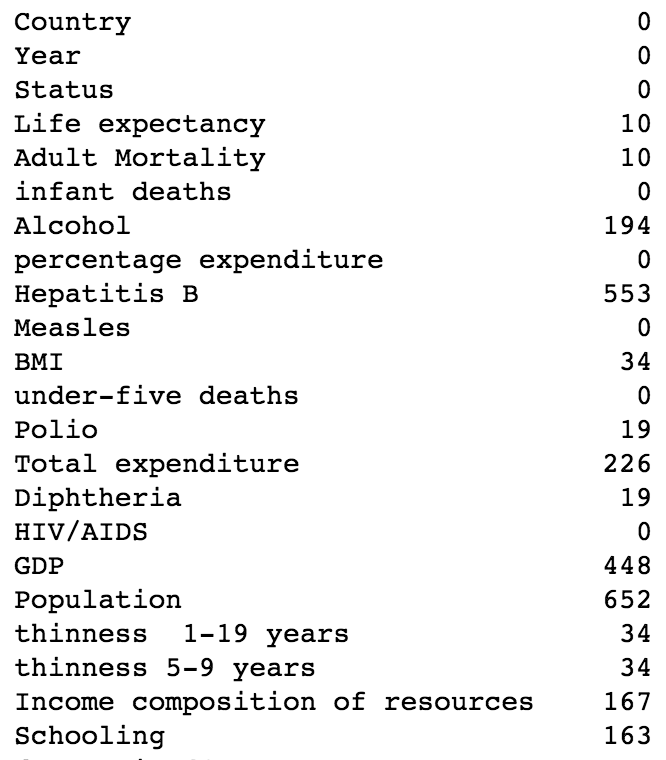 Country 0
Year 0
Status 0
Life expectancy 10
Adult Mortality 10
infant deaths 0
Alcohol 194
percentage expenditure 0
Hepatitis B 553
Measles 0
BMI 34
under-five deaths 0
Polio 19
Total expenditure 226
Diphtheria 19
HIV/AIDS 0
GDP 448
Population 652
thinness  1-19 years 34
thinness 5-9 years 34
Income composition of resources 167
Schooling 163